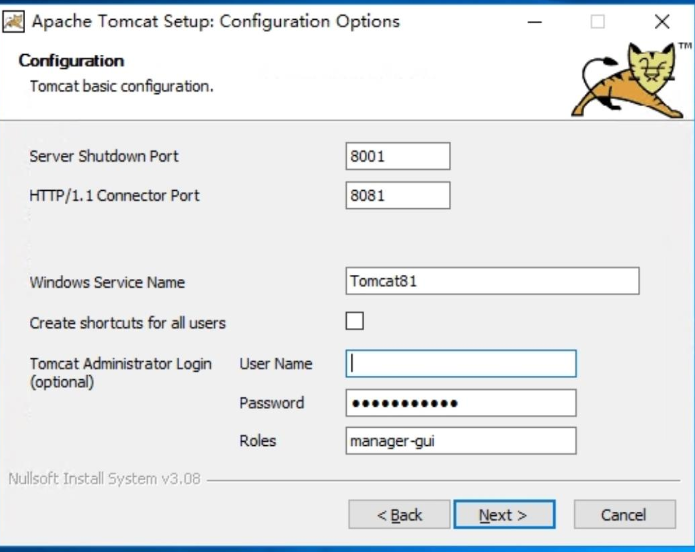 Apache Tomcat Setup: Configuration Options
Configuration
Tomcat basic configuration.
TM
Server Shutdown Port 8001
HTTP/1.1 Connector Port 8081
Windows Service Name Tomcat81
Create shortcuts for all users
Tomcat Administrator Login User Name
(optional)
Password ●●●●●●●●●●●
Roles manager-gui
Nullsoft Install System v3.08
< Back Next > Cancel